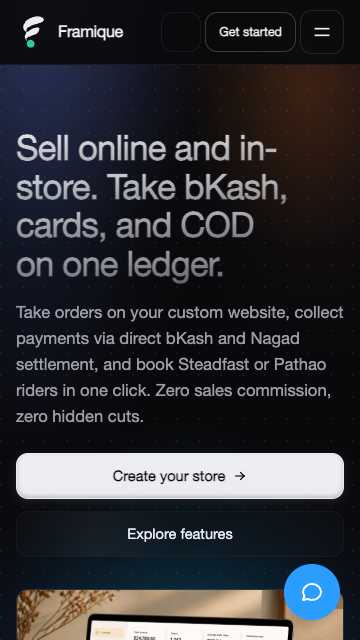 Framique
Get started
Sell online and in-
store. Take bKash,
cards, and COD
on one ledger.
Take orders on your custom website, collect
payments via direct bKash and Nagad
settlement, and book Steadfast or Pathao
riders in one click. Zero sales commission,
zero hidden cuts.
Create your store →
Explore features